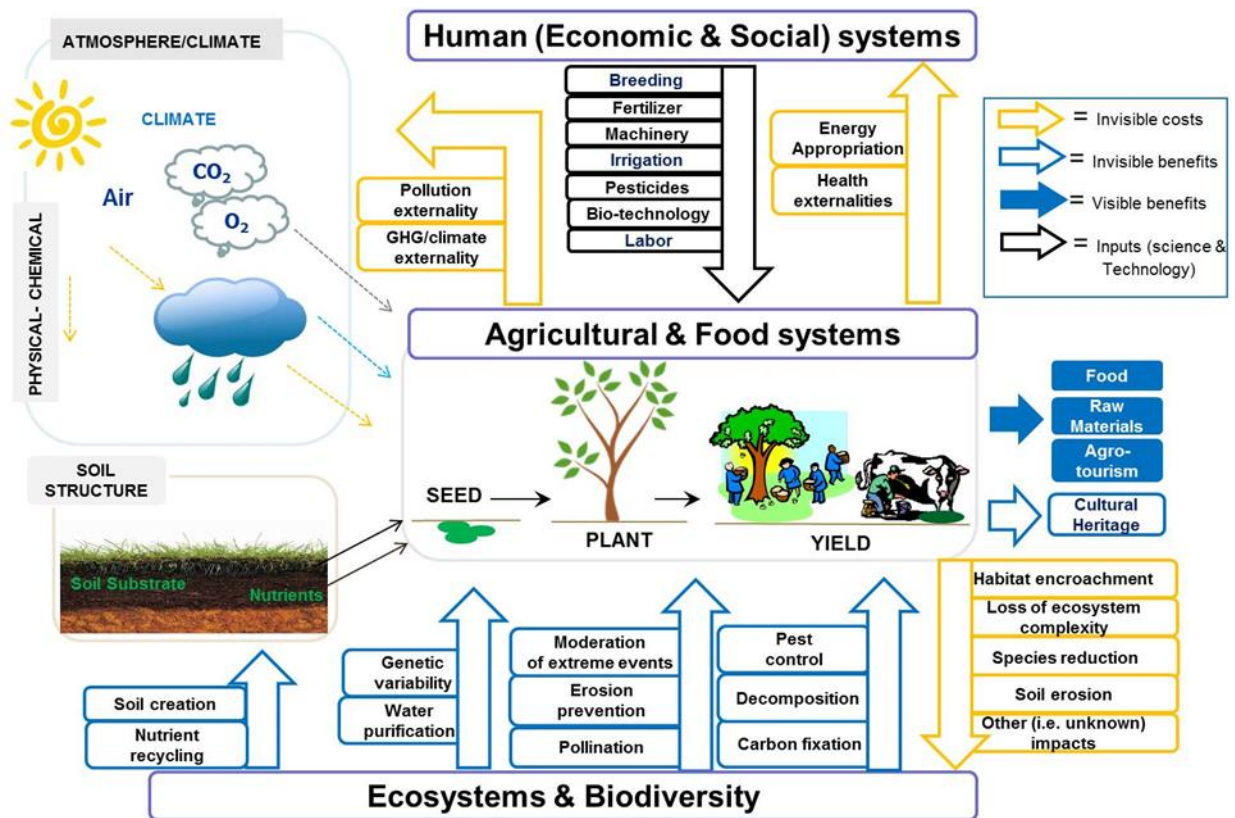 ATMOSPHERE/CLIMATE
CLIMATE
CO₂
Air
O₂
PHYSICAL- CHEMICAL
Human (Economic & Social) systems
Breeding
Fertilizer
Machinery
Irrigation
Pesticides
Bio-technology
Labor
Pollution
externality
GHG/climate
externality
Energy
Appropriation
Health
externalities
= Invisible costs
= Invisible benefits
= Visible benefits
= Inputs (science &
Technology)
Agricultural & Food systems
SEED
PLANT
YIELD
Food
Raw
Materials
Agro-
tourism
Cultural
Heritage
SOIL
STRUCTURE
Soil Substrate
Nutrients
Soil creation
Nutrient
recycling
Genetic
variability
Water
purification
Moderation
of extreme events
Erosion
prevention
Pollination
Pest
control
Decomposition
Carbon fixation
Habitat encroachment
Loss of ecosystem
complexity
Species reduction
Soil erosion
Other (i.e. unknown)
impacts
Ecosystems & Biodiversity